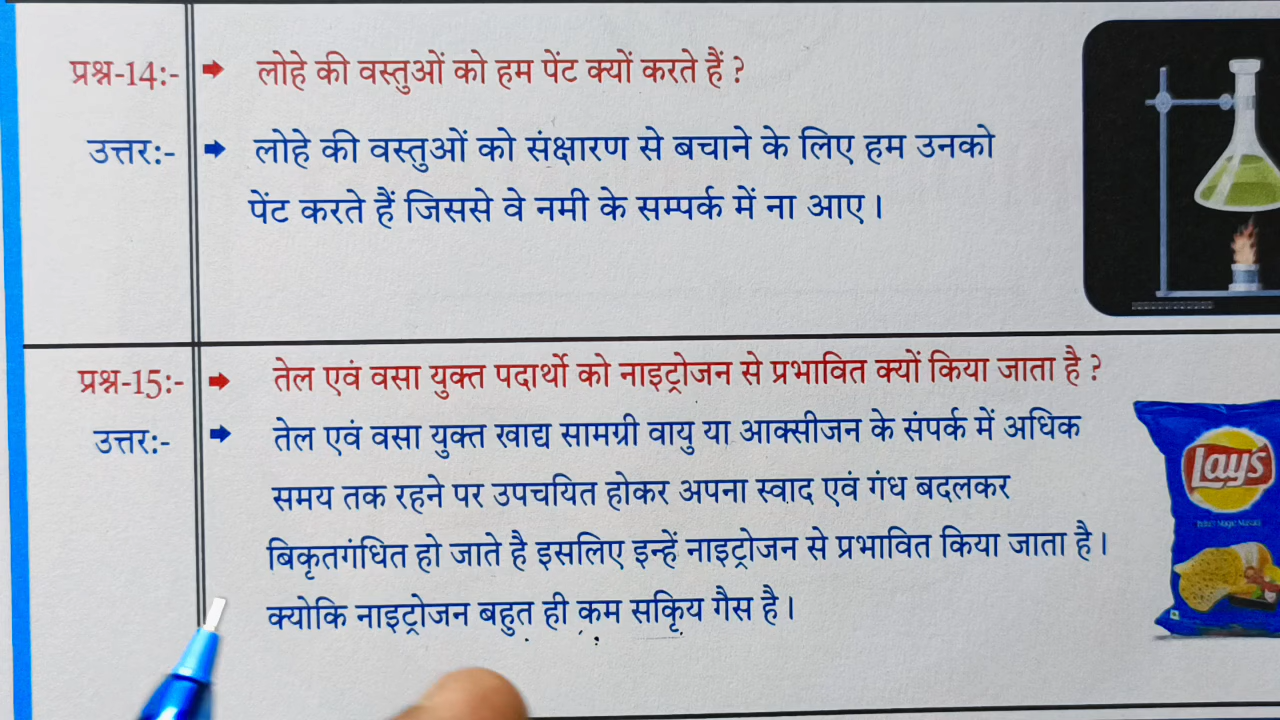 प्रश्न-14:- लोहे की वस्तुओं को हम पेंट क्यों करते हैं ?
उत्तर:- लोहे की वस्तुओं को संक्षारण से बचाने के लिए हम उनको
पेंट करते हैं जिससे वे नमी के सम्पर्क में ना आए।
प्रश्न-15:- तेल एवं वसा युक्त पदार्थो को नाइट्रोजन से प्रभावित क्यों किया जाता है ?
उत्तर:- तेल एवं वसा युक्त खाद्य सामग्री वायु या आक्सीजन के संपर्क में अधिक
समय तक रहने पर उपचयित होकर अपना स्वाद एवं गंध बदलकर
Lay's
बिकृतगंधित हो जाते है इसलिए इन्हें नाइट्रोजन से प्रभावित किया जाता है।
क्योकि नाइट्रोजन बहुत ही कम सक्रिय गैस है।